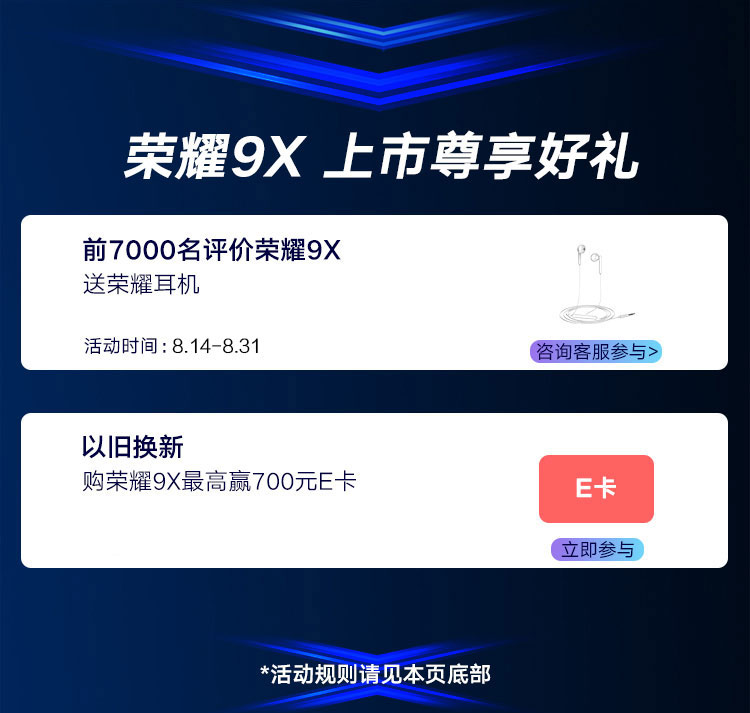 荣耀9X 上市尊享好礼
前7000名评价荣耀9X
送荣耀耳机
活动时间：8.14-8.31
咨询客服参与>
以旧换新
购荣耀9X最高赢700元E卡
E卡
立即参与
*活动规则请见本页底部